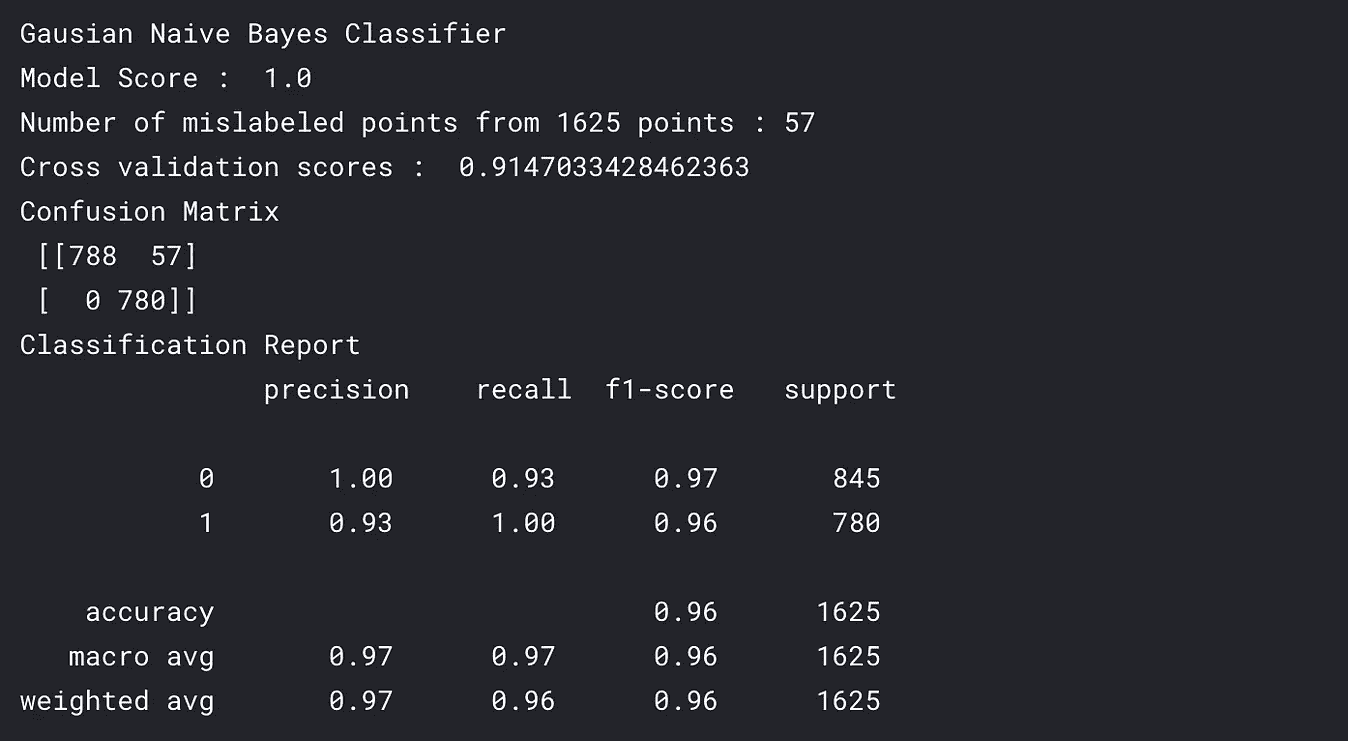 Gausian Naive Bayes Classifier
Model Score :  1.0
Number of mislabeled points from 1625 points : 57
Cross validation scores :  0.9147033428462363
Confusion Matrix
 [[788  57]
 [  0 780]]
Classification Report
               precision    recall  f1-score   support

           0       1.00      0.93      0.97       845
           1       0.93      1.00      0.96       780

    accuracy                           0.96      1625
   macro avg       0.97      0.97      0.96      1625
weighted avg       0.97      0.96      0.96      1625